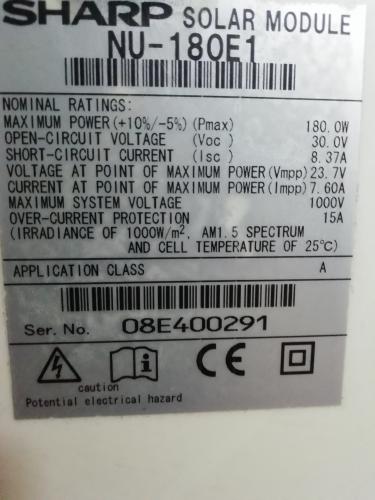 SHARP SOLAR MODULE
NU-180E1
NOMINAL RATINGS:
MAXIMUM POWER (+10%/-5%) (Pmax) 180.0W
OPEN-CIRCUIT VOLTAGE (Voc) 30.0V
SHORT-CIRCUIT CURRENT (Isc) 8.37A
VOLTAGE AT POINT OF MAXIMUM POWER(Vmpp) 23.7V
CURRENT AT POINT OF MAXIMUM POWER(Impp) 7.60A
MAXIMUM SYSTEM VOLTAGE 1000V
OVER-CURRENT PROTECTION 15A
(IRRADIANCE OF 1000W/m², AM1.5 SPECTRUM
AND CELL TEMPERATURE OF 25℃)
APPLICATION CLASS A
Ser. No. 08E400291
i CE
caution
Potential electrical hazard